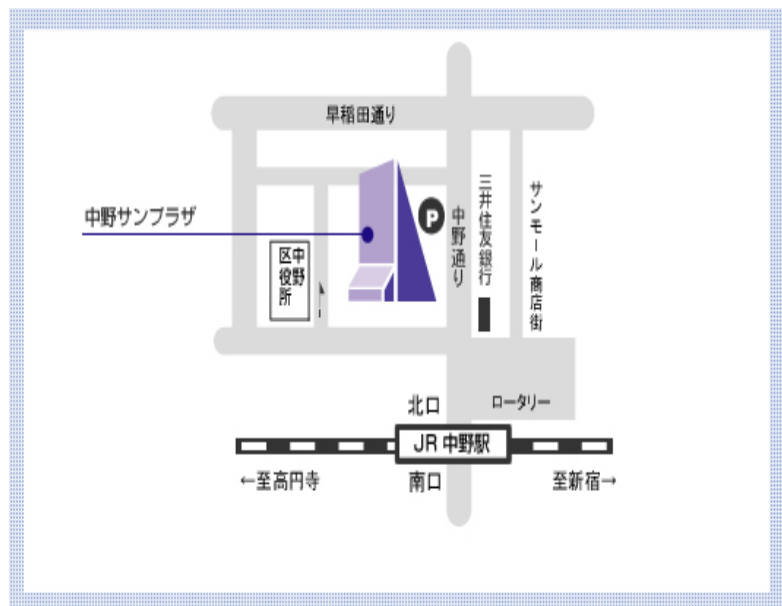 早稲田通り
中野サンプラザ
P
中野通り
三井住友銀行
サンモール商店街
中野
区役所
北口
ロータリー
JR 中野駅
←至高円寺
南口
至新宿→